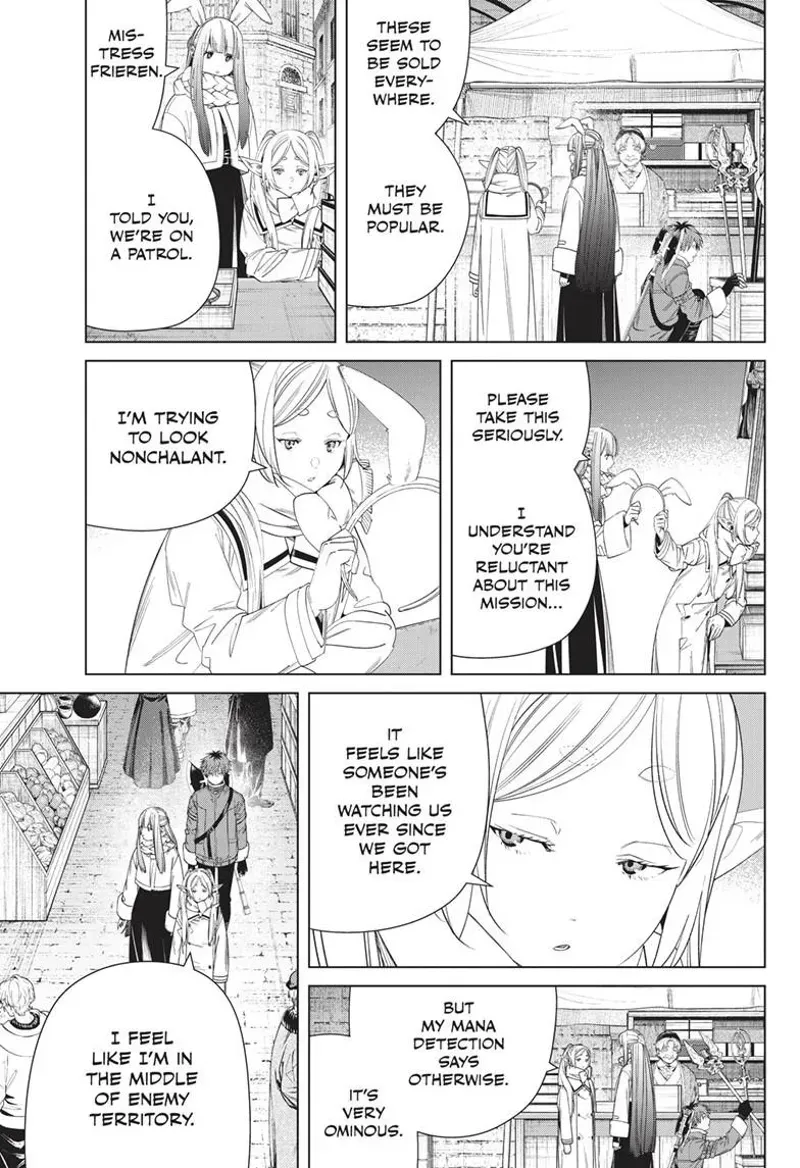 THESE
SEEM TO
BE SOLD
EVERY-
WHERE.
THEY
MUST BE
POPULAR.
MIS-
TRESS
FRIEREN.
I
TOLD YOU,
WE'RE ON
A PATROL.
PLEASE
TAKE THIS
SERIOUSLY.
I
UNDERSTAND
YOU'RE
RELUCTANT
ABOUT THIS
MISSION...
I'M TRYING
TO LOOK
NONCHALANT.
IT
FEELS LIKE
SOMEONE'S
BEEN
WATCHING US
EVER SINCE
WE GOT
HERE.
BUT
MY MANA
DETECTION
SAYS
OTHERWISE.
IT'S
VERY
OMINOUS.
I FEEL
LIKE I'M IN
THE MIDDLE
OF ENEMY
TERRITORY.